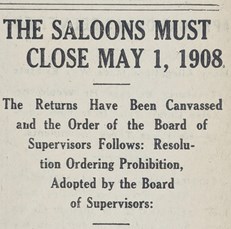 THE SALOONS MUST
CLOSE MAY 1, 1908
The Returns Have Been Canvassed
and the Order of the Board of
Supervisors Follows: Resolu-
tion Ordering Prohibition,
Adopted by the Board
of Supervisors: